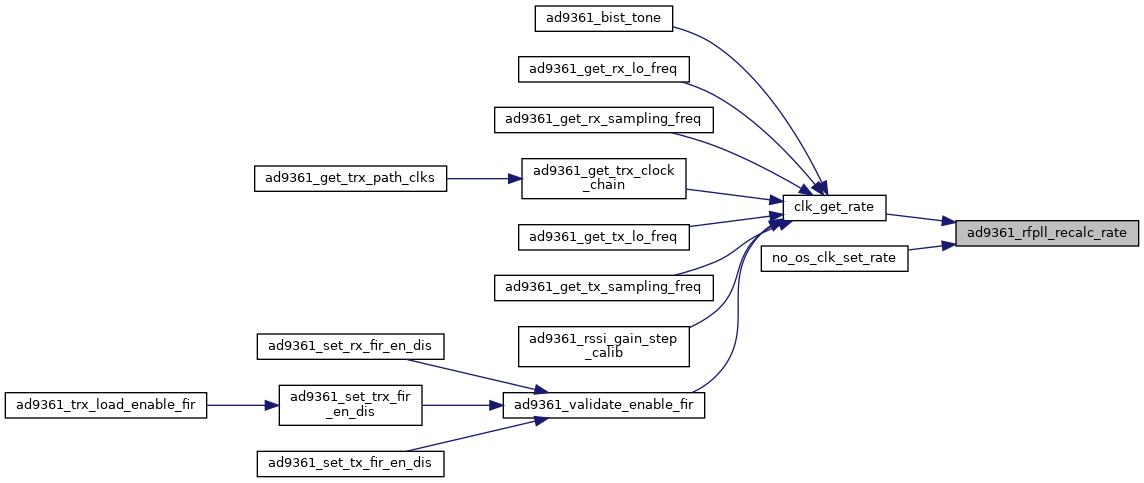 ad9361_bist_tone
ad9361_get_rx_lo_freq
ad9361_get_rx_sampling_freq
ad9361_get_trx_clock
_chain
ad9361_get_trx_path_clks
clk_get_rate
ad9361_rfpll_recalc_rate
ad9361_get_tx_lo_freq
no_os_clk_set_rate
ad9361_get_tx_sampling_freq
ad9361_rssi_gain_step
_calib
ad9361_set_rx_fir_en_dis
ad9361_set_trx_fir
_en_dis
ad9361_trx_load_enable_fir
ad9361_validate_enable_fir
ad9361_set_tx_fir_en_dis